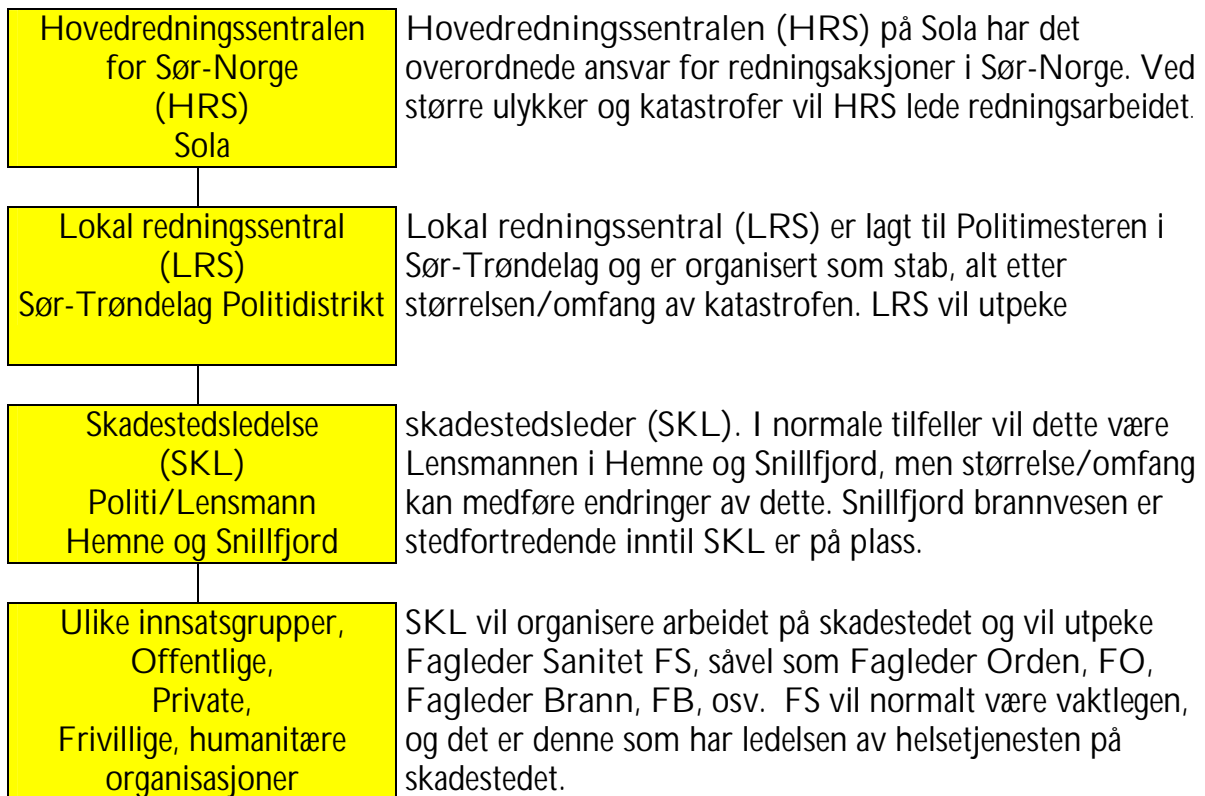 Hovedredningssentralen
for Sør-Norge
(HRS)
Sola
Hovedredningssentralen (HRS) på Sola har det
overordnede ansvar for redningsaksjoner i Sør-Norge. Ved
større ulykker og katastrofer vil HRS lede redningsarbeidet.
Lokal redningssentral
(LRS)
Sør-Trøndelag Politidistrikt
Lokal redningssentral (LRS) er lagt til Politimesteren i
Sør-Trøndelag og er organisert som stab, alt etter
størrelsen/omfang av katastrofen. LRS vil utpeke
Skadestedsledelse
(SKL)
Politi/Lensmann
Hemne og Snillfjord
skadestedsleder (SKL). I normale tilfeller vil dette være
Lensmannen i Hemne og Snillfjord, men størrelse/omfang
kan medføre endringer av dette. Snillfjord brannvesen er
stedfortredende inntil SKL er på plass.
Ulike innsatsgrupper,
Offentlige,
Private,
Frivillige, humanitære
organisasjoner
SKL vil organisere arbeidet på skadestedet og vil utpeke
Fagleder Sanitet FS, såvel som Fagleder Orden, FO,
Fagleder Brann, FB, osv. FS vil normalt være vaktlegen,
og det er denne som har ledelsen av helsetjenesten på
skadestedet.